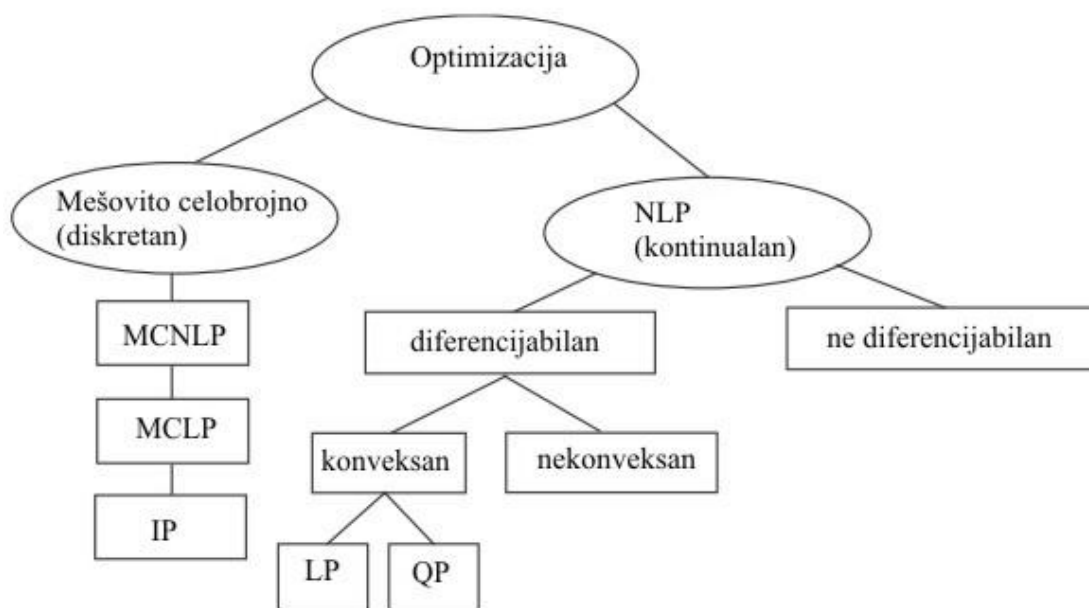 Optimizacija
Mešovito celobrojno
(diskretan)
NLP
(kontinualan)
MCNLP
diferencijabilan
ne diferencijabilan
MCLP
konveksan
nekonveksan
IP
LP
QP